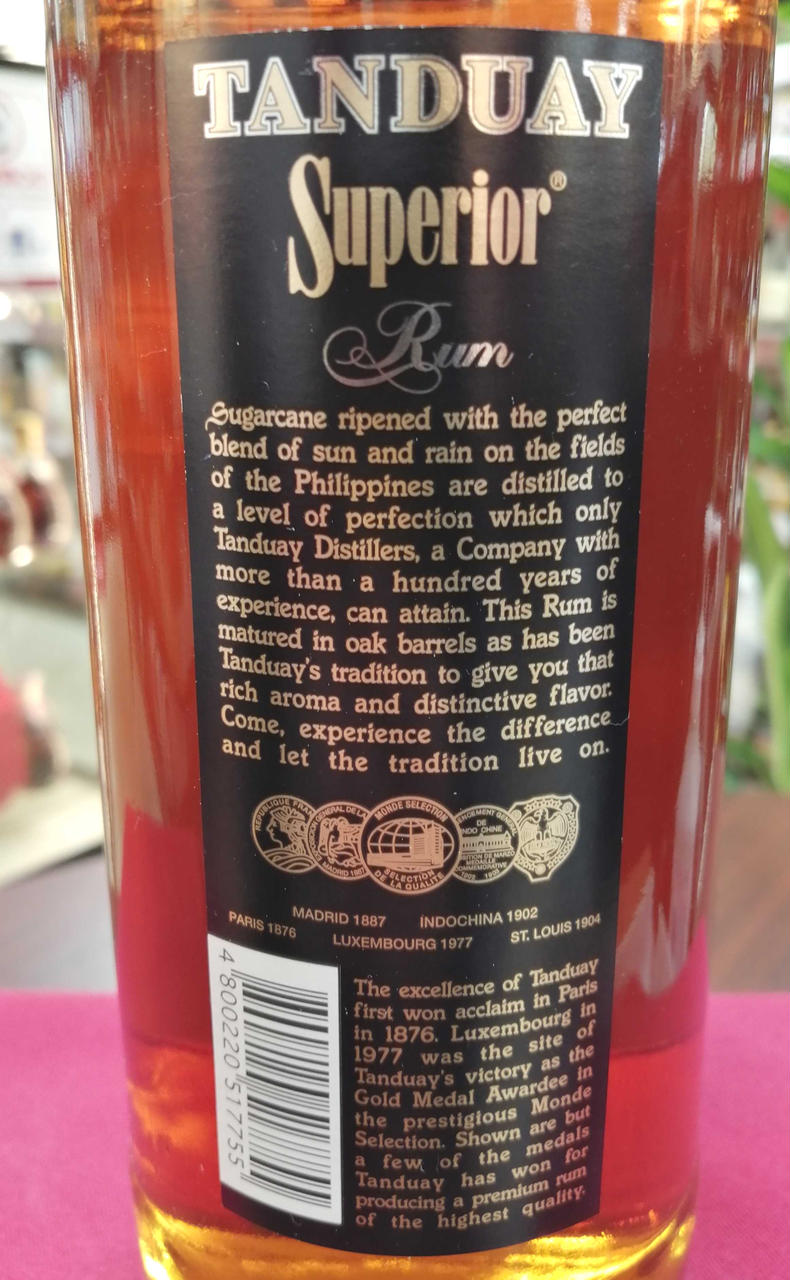 TANDUAY
Superior®
Rum
Sugarcane ripened with the perfect
blend of sun and rain on the fields
of the Philippines are distilled to
a level of perfection which only
Tanduay Distillers, a Company with
more than a hundred years of
experience, can attain. This Rum is
matured in oak barrels as has been
Tanduay's tradition to give you that
rich aroma and distinctive flavor.
Come, experience the difference
and let the tradition live on.
REPUBLIQUE
MONDE SELECTION
SELECTION
DE LA QUALITE
PARIS 1876
MADRID 1887
LUXEMBOURG 1977
INDOCHINA 1902
ST. LOUIS 1904
4 800220 517755
The excellence of Tanduay
first won acclaim in Paris
in 1876. Luxembourg in
1977 was the site of
Tanduay's victory as the
Gold Medal Awardee in
the prestigious Monde
Selection. Shown are but
a few of the medals
Tanduay has won for
producing a premium rum
of the highest quality.